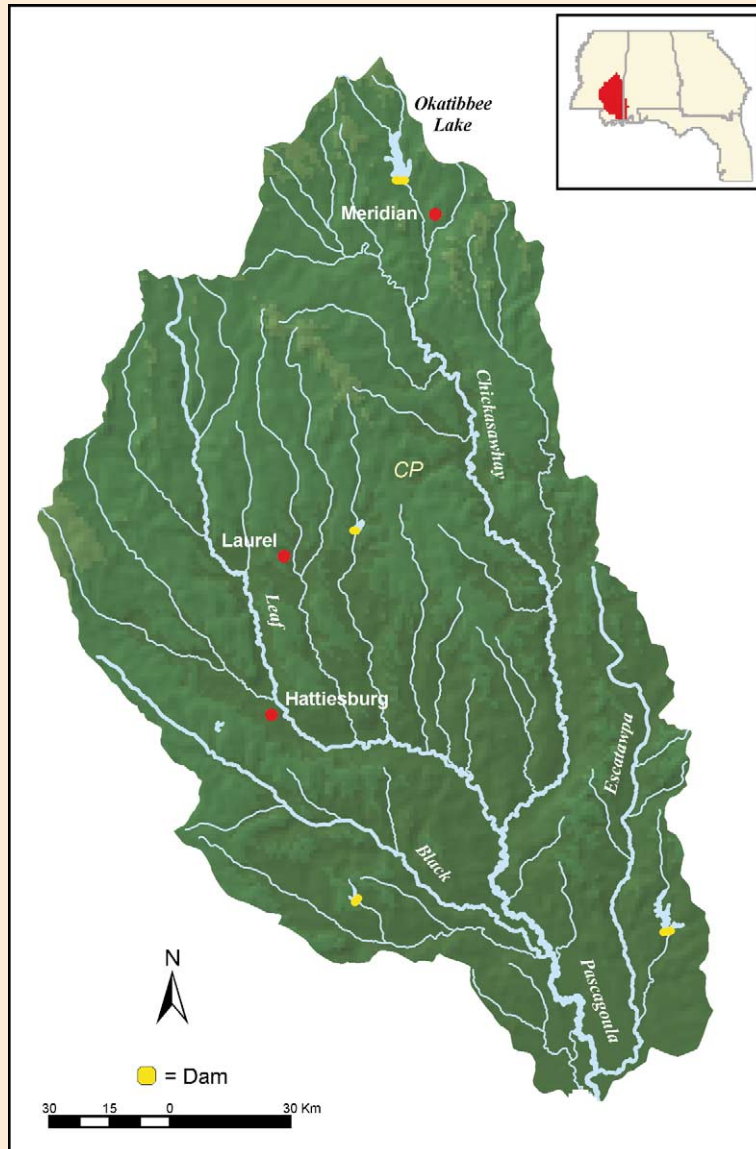 Okatibbee
Lake
Meridian
Chickasawhay
CP
Laurel
Leaf
Hattiesburg
Escatawpa
Black
Pascagoula
N
= Dam
30 15 0 30 Km